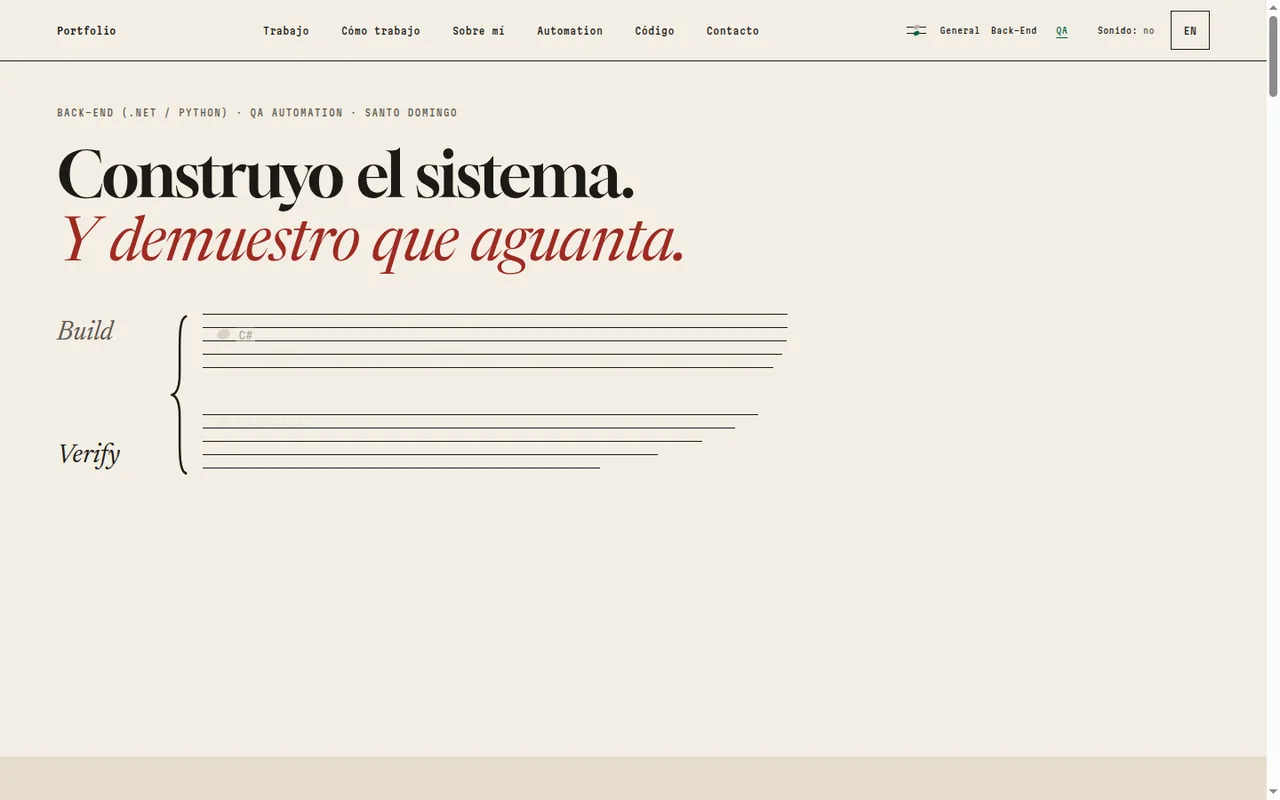 Portfolio
Trabajo
Cómo trabajo
Sobre mí
Automation
Código
Contacto
General
Back-End
QA
Sonido: no
EN
BACK-END (.NET / PYTHON) · QA AUTOMATION · SANTO DOMINGO
Construyo el sistema.
Y demuestro que aguanta.
Build
C#
Verify